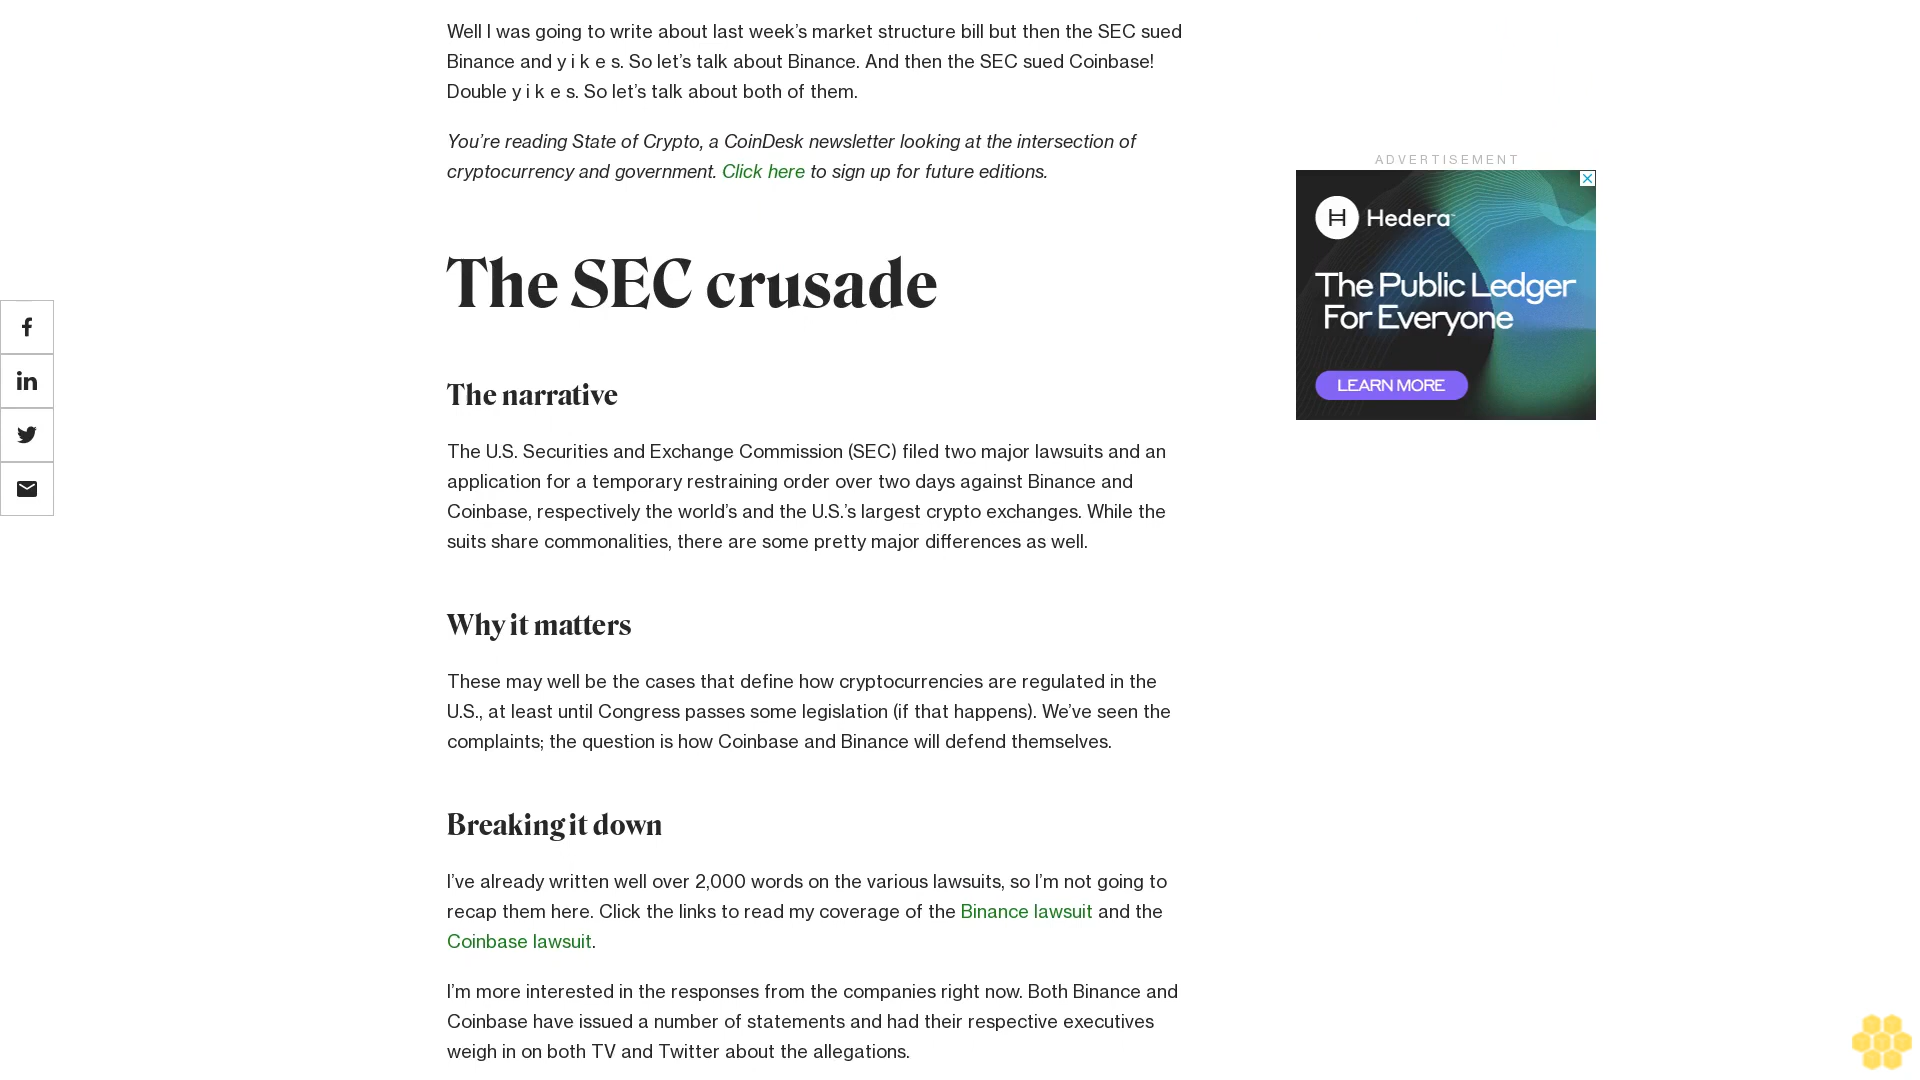 Well I was going to write about last week’s market structure bill but then the SEC sued
Binance and y i k e s. So let’s talk about Binance. And then the SEC sued Coinbase!
Double y i k e s. So let’s talk about both of them.
You’re reading State of Crypto, a CoinDesk newsletter looking at the intersection of
cryptocurrency and government. Click here to sign up for future editions.
ADVERTISEMENT
Hedera
The Public Ledger
For Everyone
LEARN MORE
The SEC crusade
The narrative
The U.S. Securities and Exchange Commission (SEC) filed two major lawsuits and an
application for a temporary restraining order over two days against Binance and
Coinbase, respectively the world’s and the U.S.’s largest crypto exchanges. While the
suits share commonalities, there are some pretty major differences as well.
Why it matters
These may well be the cases that define how cryptocurrencies are regulated in the
U.S., at least until Congress passes some legislation (if that happens). We’ve seen the
complaints; the question is how Coinbase and Binance will defend themselves.
Breaking it down
I’ve already written well over 2,000 words on the various lawsuits, so I’m not going to
recap them here. Click the links to read my coverage of the Binance lawsuit and the
Coinbase lawsuit.
I’m more interested in the responses from the companies right now. Both Binance and
Coinbase have issued a number of statements and had their respective executives
weigh in on both TV and Twitter about the allegations.